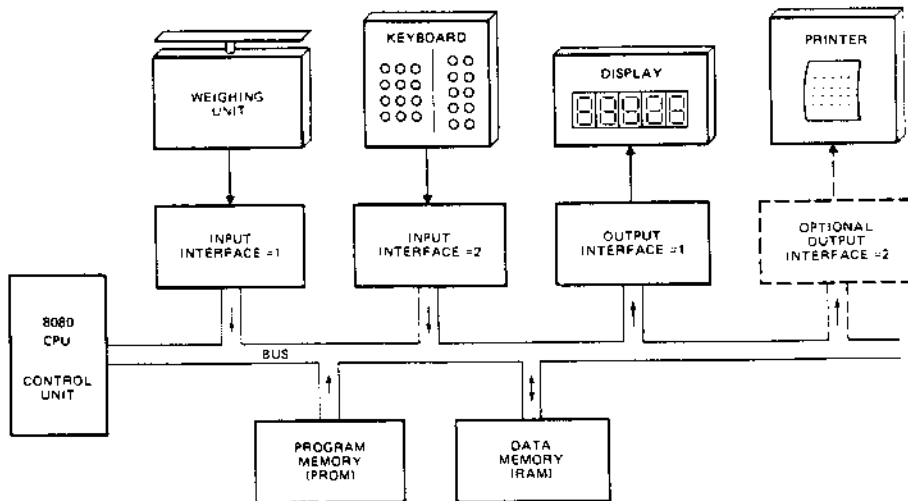 WEIGHING
UNIT
KEYBOARD
DISPLAY
PRINTER
INPUT
INTERFACE =1
INPUT
INTERFACE =2
OUTPUT
INTERFACE =1
OPTIONAL
OUTPUT
INTERFACE =2
8080
CPU
CONTROL
UNIT
BUS
PROGRAM
MEMORY
(PROM)
DATA
MEMORY
(RAM)